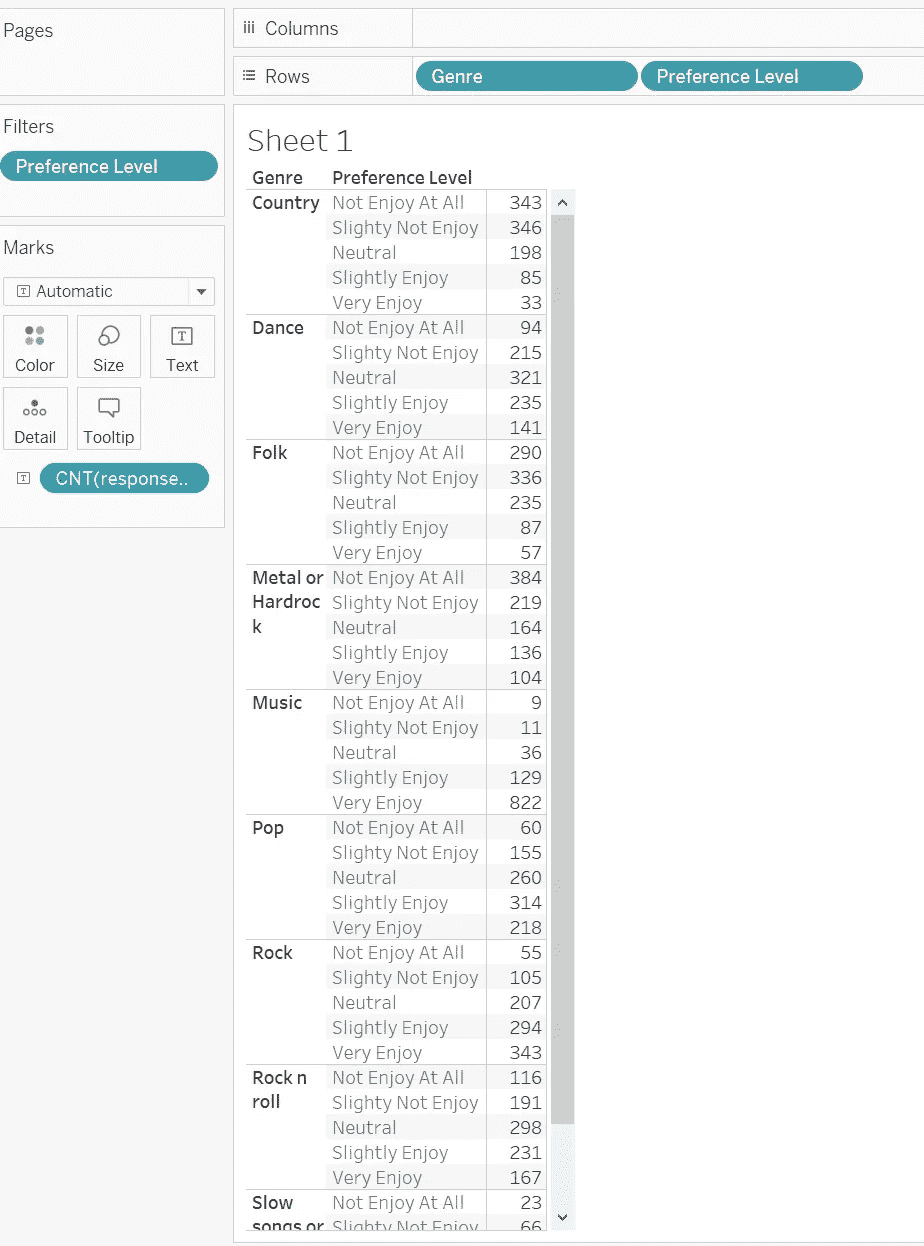 Pages
Columns
Rows Genre Preference Level
Filters
Preference Level
Marks
Automatic
Color Size Text
Detail Tooltip
CNT(response..
Sheet 1
Genre Preference Level
Country Not Enjoy At All 343
Slighty Not Enjoy 346
Neutral 198
Slightly Enjoy 85
Very Enjoy 33
Dance Not Enjoy At All 94
Slighty Not Enjoy 215
Neutral 321
Slightly Enjoy 235
Very Enjoy 141
Folk Not Enjoy At All 290
Slighty Not Enjoy 336
Neutral 235
Slightly Enjoy 87
Very Enjoy 57
Metal or Not Enjoy At All 384
Hardroc Slighty Not Enjoy 219
k Neutral 164
Slightly Enjoy 136
Very Enjoy 104
Music Not Enjoy At All 9
Slighty Not Enjoy 11
Neutral 36
Slightly Enjoy 129
Very Enjoy 822
Pop Not Enjoy At All 60
Slighty Not Enjoy 155
Neutral 260
Slightly Enjoy 314
Very Enjoy 218
Rock Not Enjoy At All 55
Slighty Not Enjoy 105
Neutral 207
Slightly Enjoy 294
Very Enjoy 343
Rock n Not Enjoy At All 116
roll Slighty Not Enjoy 191
Neutral 298
Slightly Enjoy 231
Very Enjoy 167
Slow Not Enjoy At All 23
songs or Slighty Not Enjoy 66